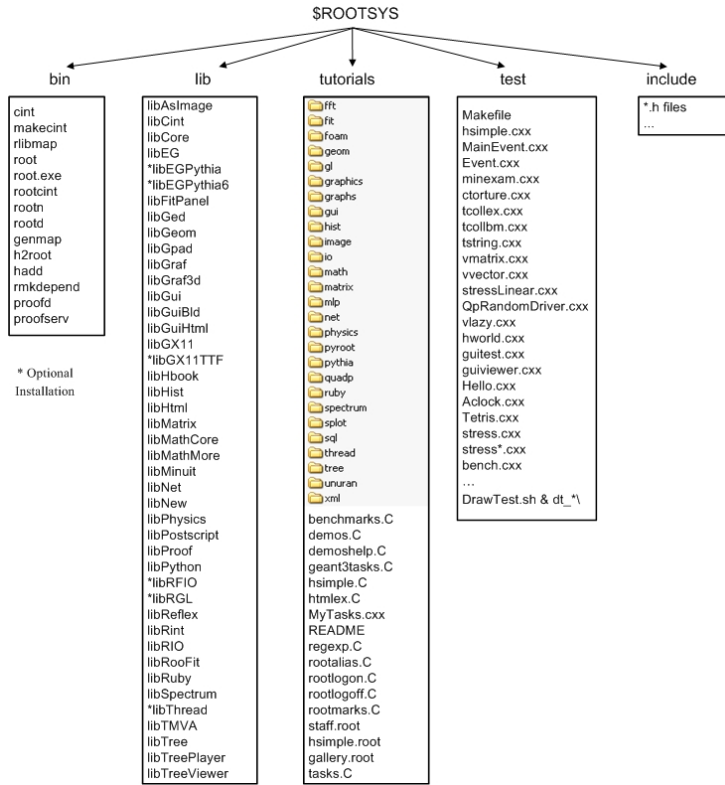 $ROOTSYS
bin
lib
tutorials
test
include
cint
makecint
rlibmap
root
root.exe
rootcint
rootn
rootd
genmap
h2root
hadd
rmkdepend
proofd
proofserv
* Optional
Installation
libAsImage
libCint
libCore
libEG
*libEGPythia
*libEGPythia6
libFitPanel
libGed
libGeom
libGpad
libGraf
libGraf3d
libGui
libGuiBld
libGuiHtml
libGX11
*libGX11TTF
libHbook
libHist
libHtml
libMatrix
libMathCore
libMathMore
libMinuit
libNet
libNew
libPhysics
libPostscript
libProof
libPython
*libRFIO
*libRGL
libReflex
libRint
libRIO
libRooFit
libRuby
libSpectrum
*libThread
libTMVA
libTree
libTreePlayer
libTreeViewer
fft
fit
foam
geom
gl
graphics
graphs
gui
hist
image
io
math
matrix
mlp
net
physics
pyroot
pythia
quadp
ruby
spectrum
splot
sql
thread
tree
unuran
xml
benchmarks.C
demos.C
demoshelp.C
geant3tasks.C
hsimple.C
htmlex.C
MyTasks.cxx
README
regexp.C
rootalias.C
rootlogon.C
rootlogoff.C
rootmarks.C
staff.root
hsimple.root
gallery.root
tasks.C
Makefile
hsimple.cxx
MainEvent.cxx
Event.cxx
minexam.cxx
ctorture.cxx
tcollex.cxx
tcollbm.cxx
tstring.cxx
vmatrix.cxx
vvector.cxx
stressLinear.cxx
QpRandomDriver.cxx
vlazy.cxx
hworld.cxx
guitest.cxx
guiviewer.cxx
Hello.cxx
Aclock.cxx
Tetris.cxx
stress.cxx
stress*.cxx
bench.cxx
...
DrawTest.sh & dt_*\
*.h files
...